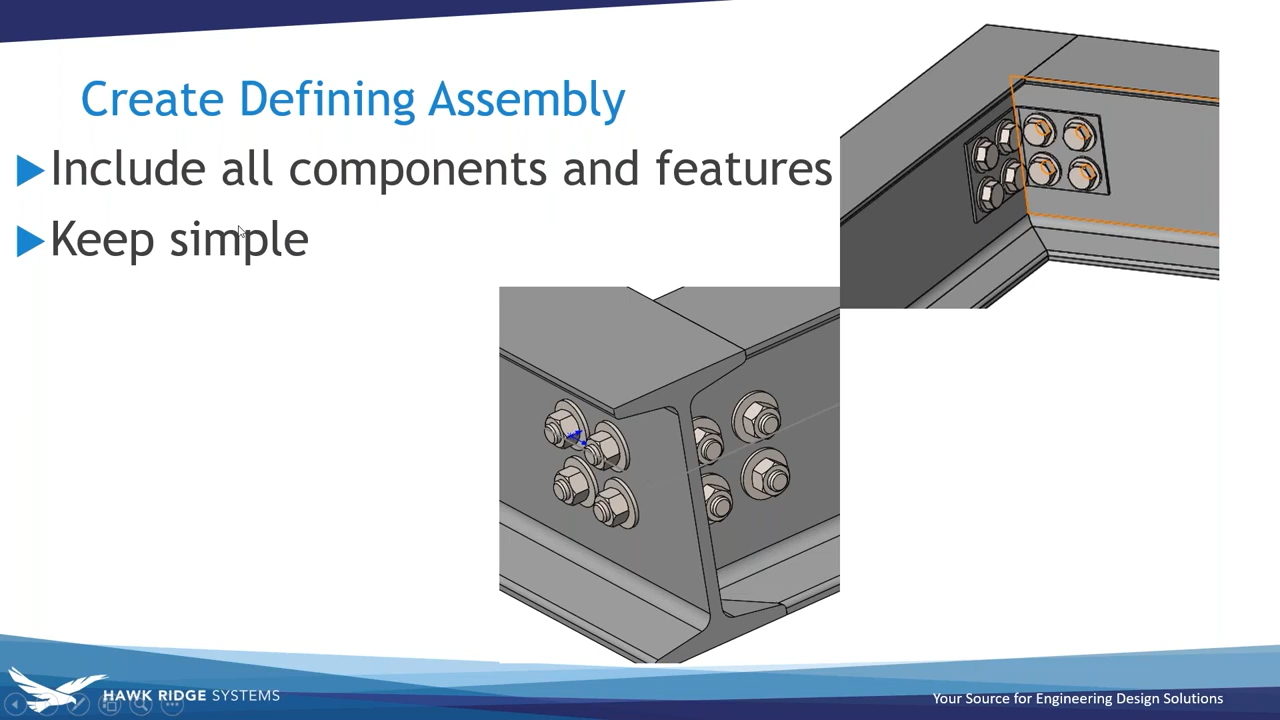 Create Defining Assembly
Include all components and features
Keep simple
HAWK RIDGE SYSTEMS
Your Source for Engineering Design Solutions